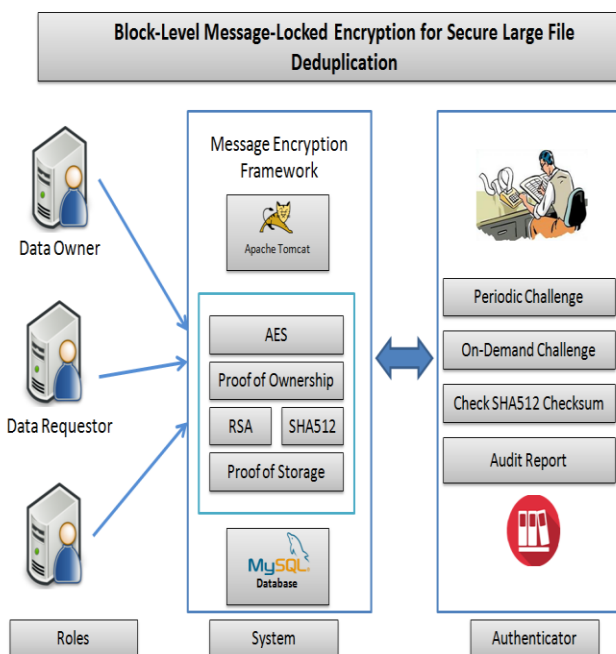 Block-Level Message-Locked Encryption for Secure Large File
Deduplication
Data Owner
Data Requestor
Roles
Message Encryption
Framework
Apache Tomcat
AES
Proof of Ownership
RSA
SHA512
Proof of Storage
MySQL
Database
System
Periodic Challenge
On-Demand Challenge
Check SHA512 Checksum
Audit Report
Authenticator